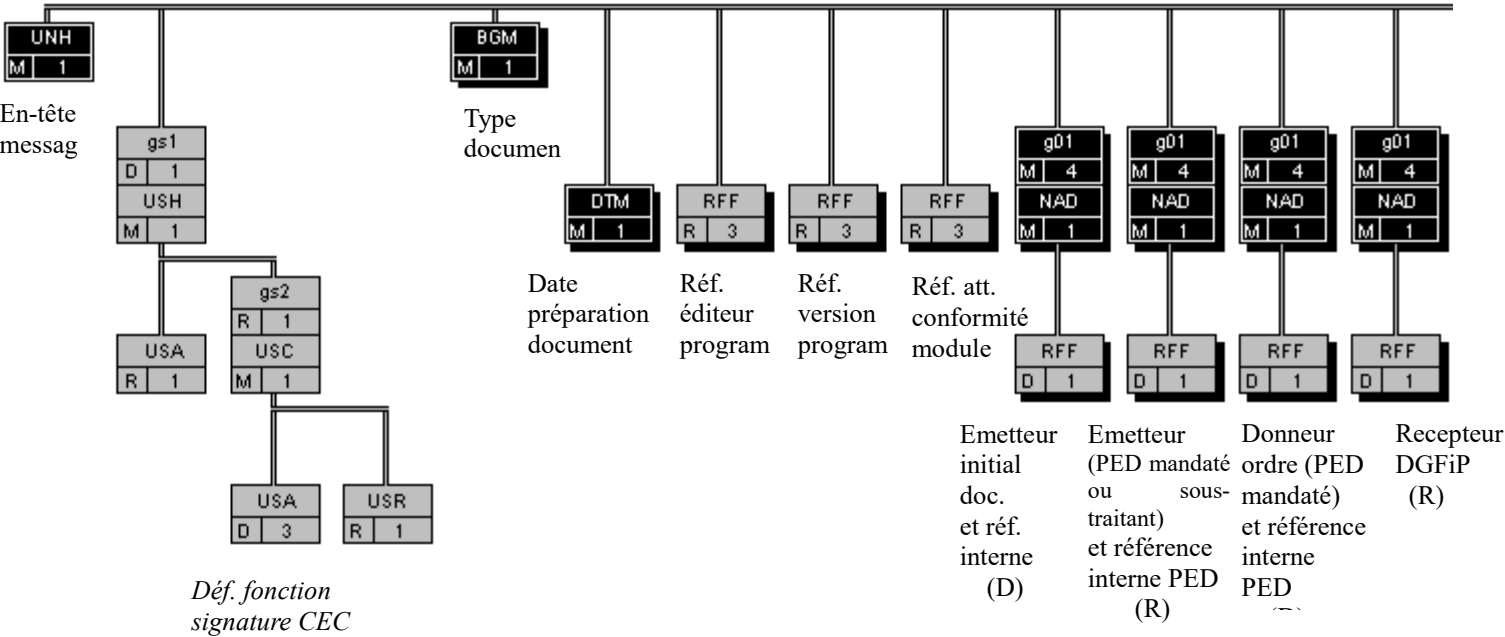 UNH
M 1
En-tête
messag
gs1
D 1
USH
M 1
USA
R 1
gs2
R 1
USC
M 1
USA
D 3
USR
R 1
Déf. fonction
signature CEC
BGM
M 1
Type
documen
DTM
M 1
Date
préparation
document
RFF
R 3
Réf.
éditeur
program
RFF
R 3
Réf.
version
program
RFF
R 3
Réf. att.
conformité
module
g01
M 4
NAD
M 1
RFF
D 1
Emetteur
initial
doc.
et réf.
interne
(D)
g01
M 4
NAD
M 1
RFF
D 1
Emetteur
(PED mandaté
ou sous-
traitant)
et référence
interne PED
(R)
g01
M 4
NAD
M 1
RFF
D 1
Donneur
ordre (PED
mandaté)
et référence
interne
PED
g01
M 4
NAD
M 1
RFF
D 1
Recepteur
DGFiP
(R)